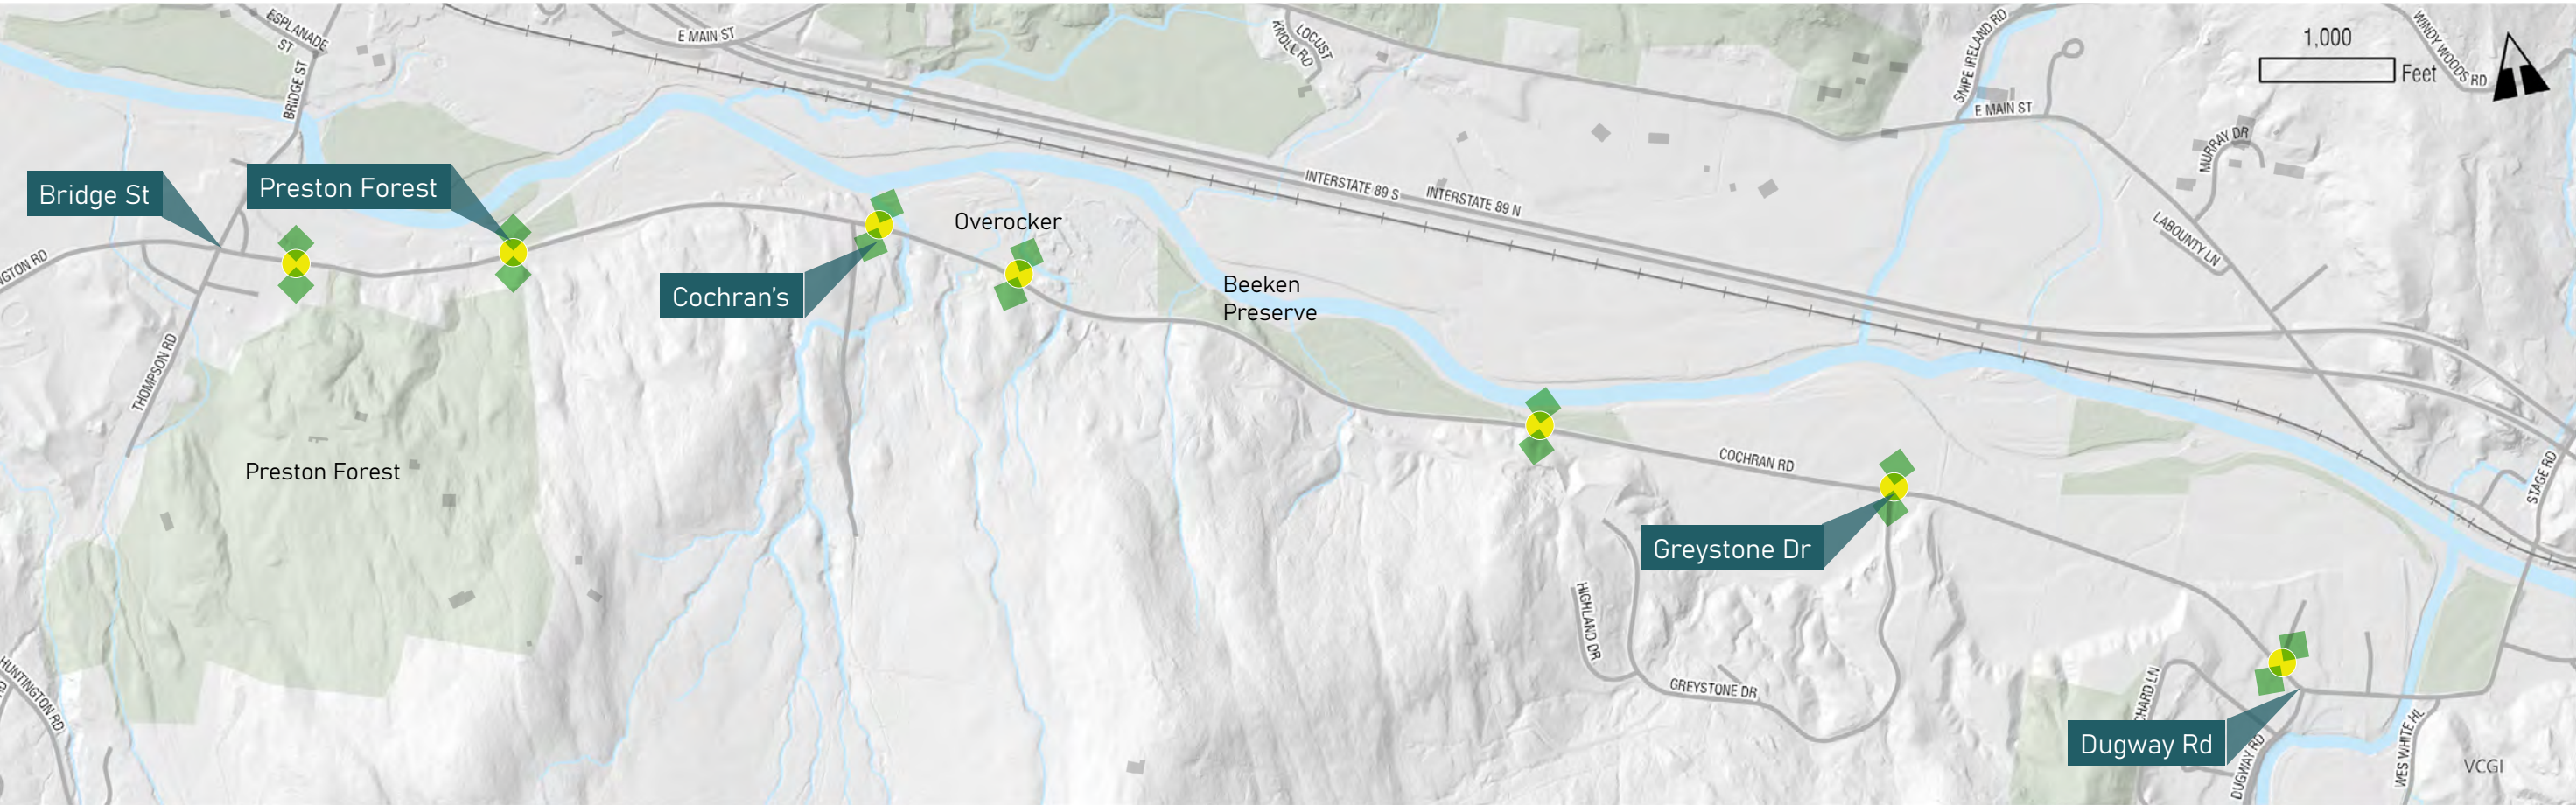 ESPLANADE
ST
BRIDGE ST
E MAIN ST
LOCUST
KNOLL RD
SNIPE IRELAND RD
E MAIN ST
WINDY WOODS RD
1,000
Feet
MURRAY DR
LABOUNTY LN
Bridge St
Preston Forest
INTERSTATE 89 S
INTERSTATE 89 N
Overocker
Cochran's
Beeken
Preserve
THOMPSON RD
Preston Forest
COCHRAN RD
STAGE RD
Greystone Dr
HIGHLAND DR
GREYSTONE DR
HUNTINGTON RD
Dugway Rd
DUGWAY RD
WES WHITE HL
VCGI